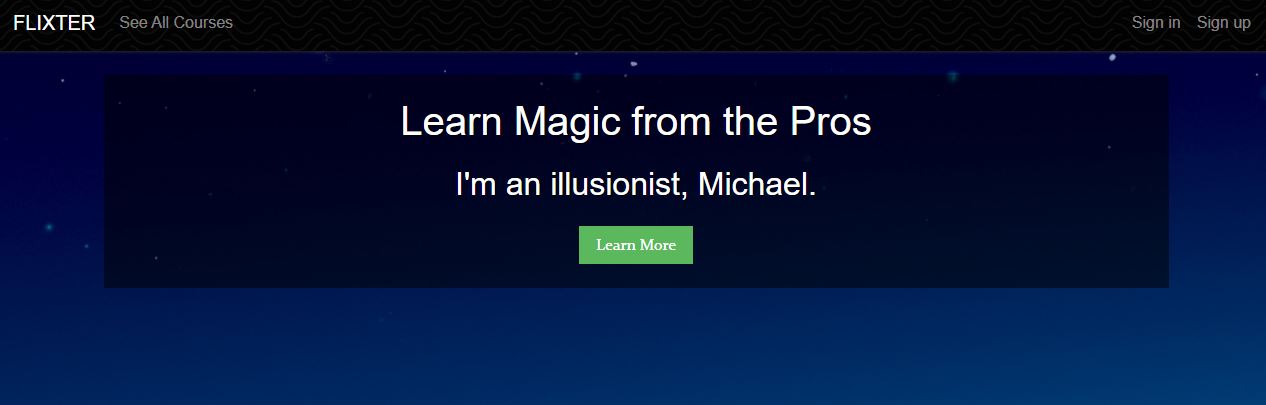 FLIXTER See All Courses Sign in Sign up
Learn Magic from the Pros
I'm an illusionist, Michael.
Learn More